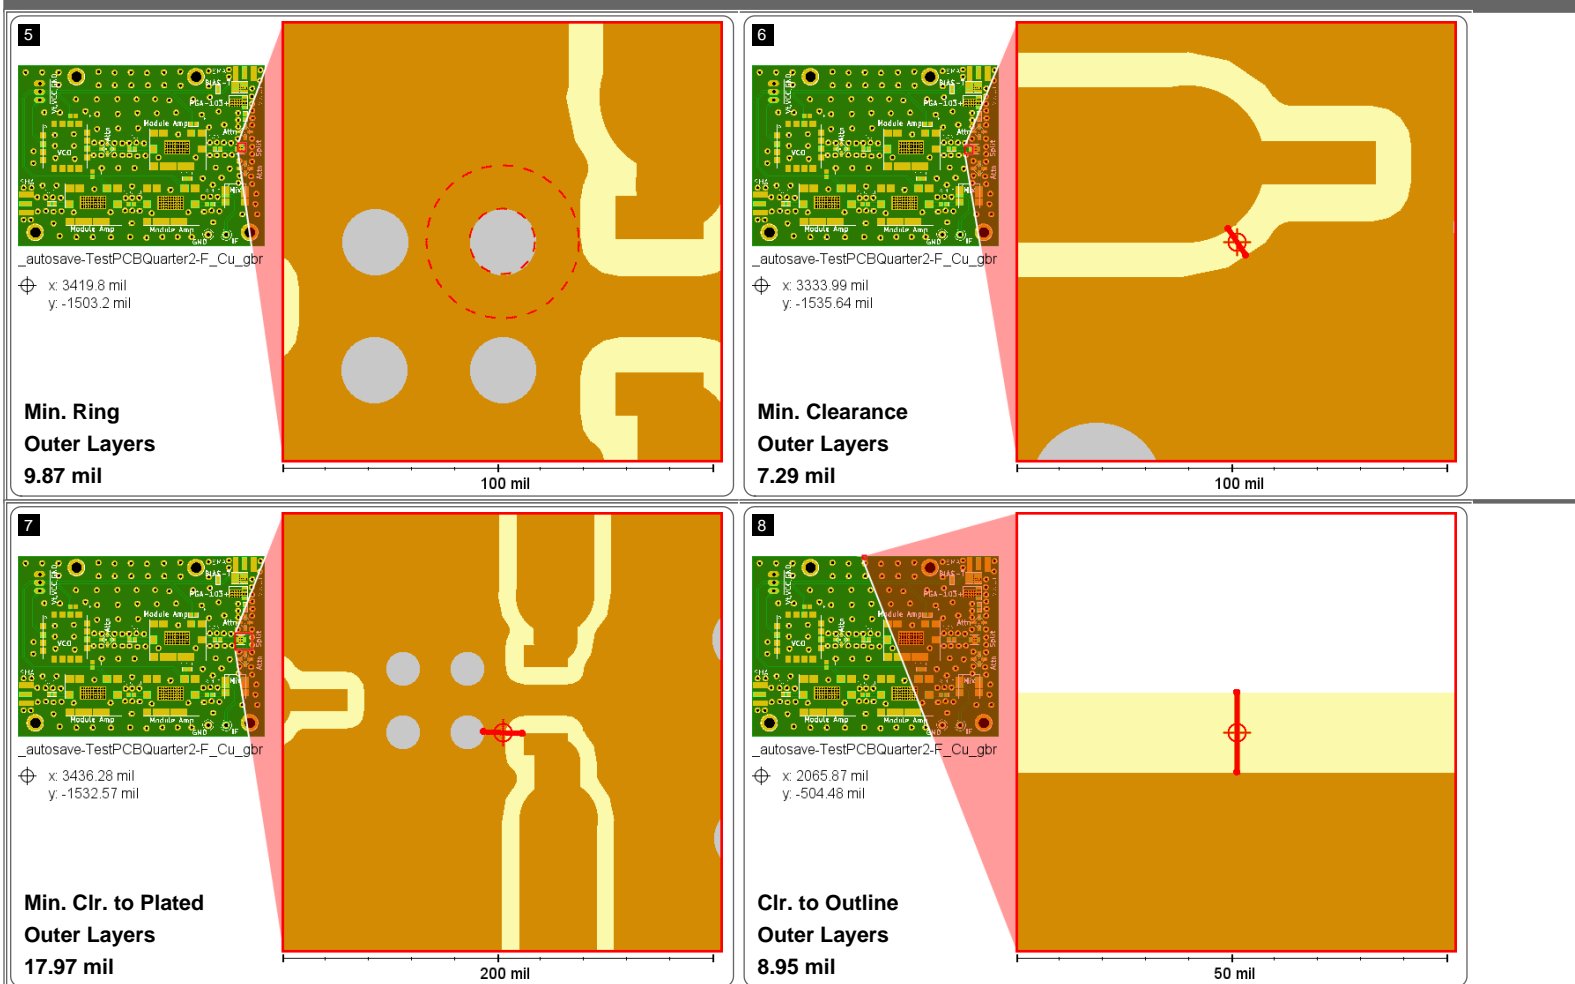 5
_autosave-TestPCBQuarter2-F_Cu_gbr
x: 3419.8 mil
y: -1503.2 mil
Min. Ring
Outer Layers
9.87 mil
100 mil
6
_autosave-TestPCBQuarter2-F_Cu_gbr
x: 3333.99 mil
y: -1535.64 mil
Min. Clearance
Outer Layers
7.29 mil
100 mil
7
_autosave-TestPCBQuarter2-F_Cu_gbr
x: 3436.28 mil
y: -1532.57 mil
Min. Clr. to Plated
Outer Layers
17.97 mil
200 mil
8
_autosave-TestPCBQuarter2-F_Cu_gbr
x: 2065.87 mil
y: -504.48 mil
Clr. to Outline
Outer Layers
8.95 mil
50 mil